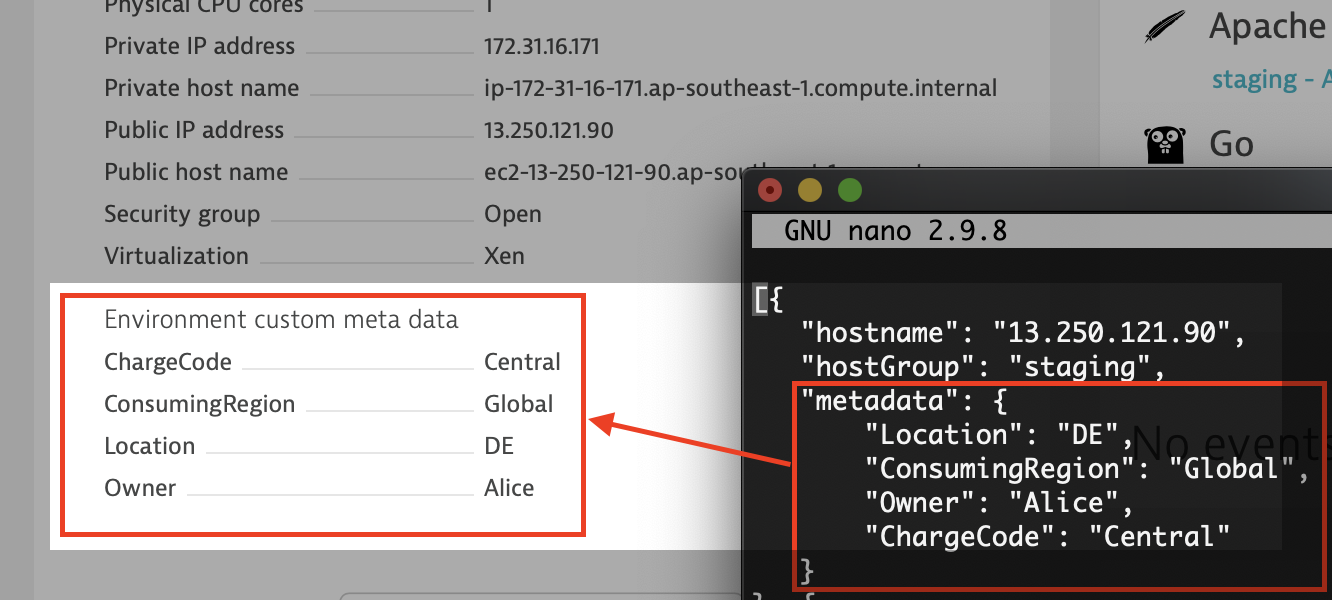 Physical CPU cores 1
Private IP address 172.31.16.171
Private host name ip-172-31-16-171.ap-southeast-1.compute.internal
Public IP address 13.250.121.90
Public host name ec2-13-250-121-90.ap-southeast-1.
Security group Open
Virtualization Xen
Environment custom meta data
ChargeCode Central
ConsumingRegion Global
Location DE
Owner Alice
Apache
staging - A
Go
GNU nano 2.9.8
[{
"hostname": "13.250.121.90",
"hostGroup": "staging",
"metadata": {
"Location": "DE",
"ConsumingRegion": "Global",
"Owner": "Alice",
"ChargeCode": "Central"
}
No events